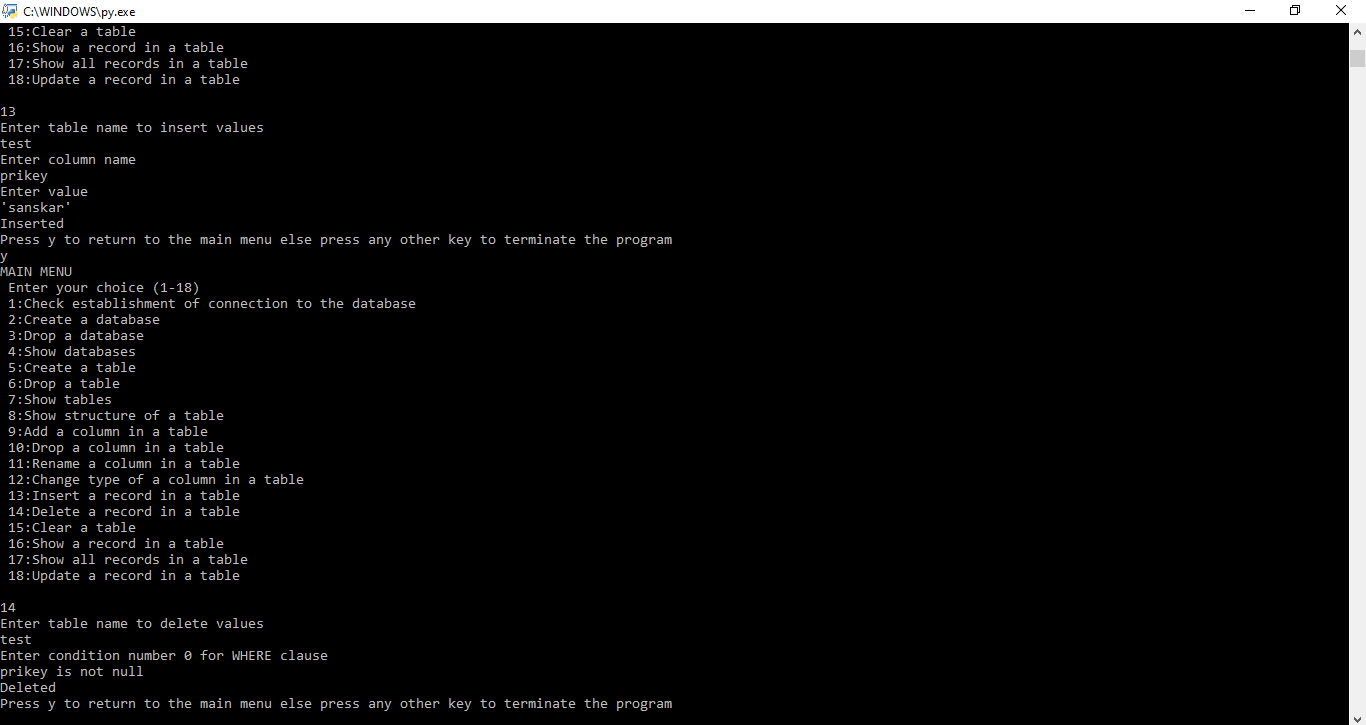 C:\WINDOWS\py.exe
15:Clear a table
16:Show a record in a table
17:Show all records in a table
18:Update a record in a table
13
Enter table name to insert values
test
Enter column name
prikey
Enter value
'sanskar'
Inserted
Press y to return to the main menu else press any other key to terminate the program
y
MAIN MENU
Enter your choice (1-18)
1:Check establishment of connection to the database
2:Create a database
3:Drop a database
4:Show databases
5:Create a table
6:Drop a table
7:Show tables
8:Show structure of a table
9:Add a column in a table
10:Drop a column in a table
11:Rename a column in a table
12:Change type of a column in a table
13:Insert a record in a table
14:Delete a record in a table
15:Clear a table
16:Show a record in a table
17:Show all records in a table
18:Update a record in a table
14
Enter table name to delete values
test
Enter condition number 0 for WHERE clause
prikey is not null
Deleted
Press y to return to the main menu else press any other key to terminate the program